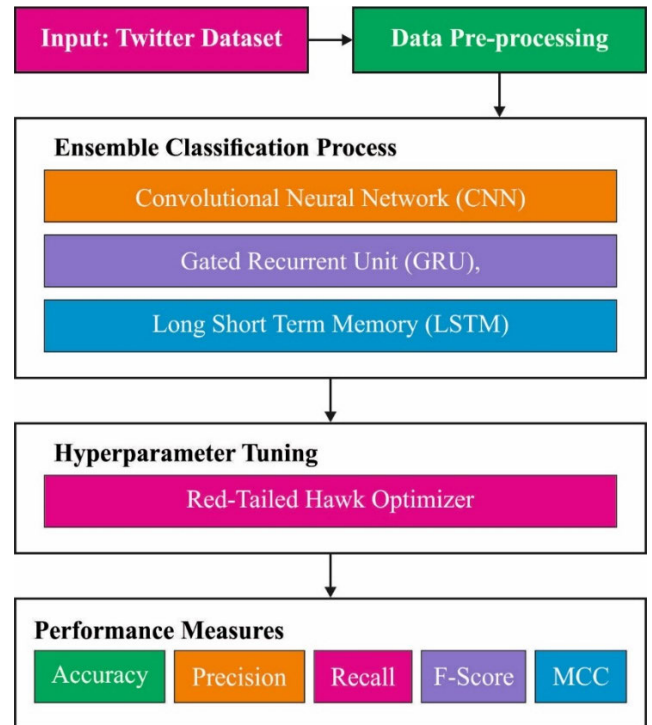 Input: Twitter Dataset
Data Pre-processing
Ensemble Classification Process
Convolutional Neural Network (CNN)
Gated Recurrent Unit (GRU),
Long Short Term Memory (LSTM)
Hyperparameter Tuning
Red-Tailed Hawk Optimizer
Performance Measures
Accuracy
Precision
Recall
F-Score
MCC